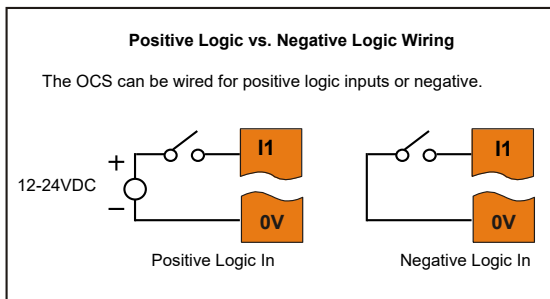 Positive Logic vs. Negative Logic Wiring
The OCS can be wired for positive logic inputs or negative.
I1
+
12-24VDC
−
0V
Positive Logic In
I1
0V
Negative Logic In